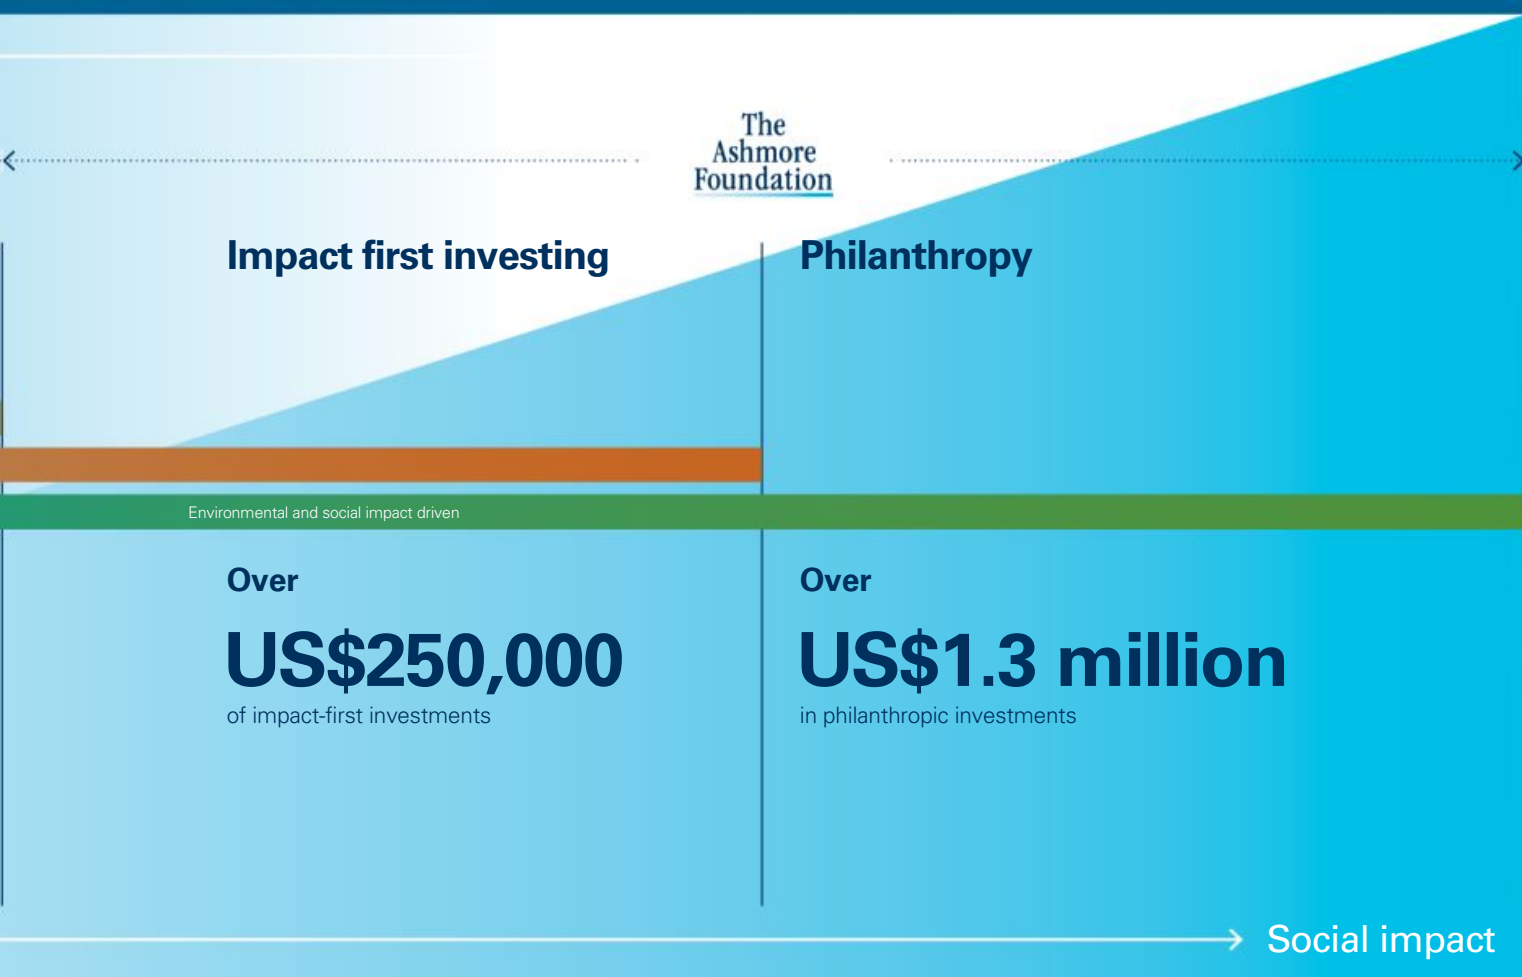 The
Ashmore
Foundation
Impact first investing
Philanthropy
Environmental and social impact driven
Over
US$250,000
of impact-first investments
Over
US$1.3 million
in philanthropic investments
Social impact